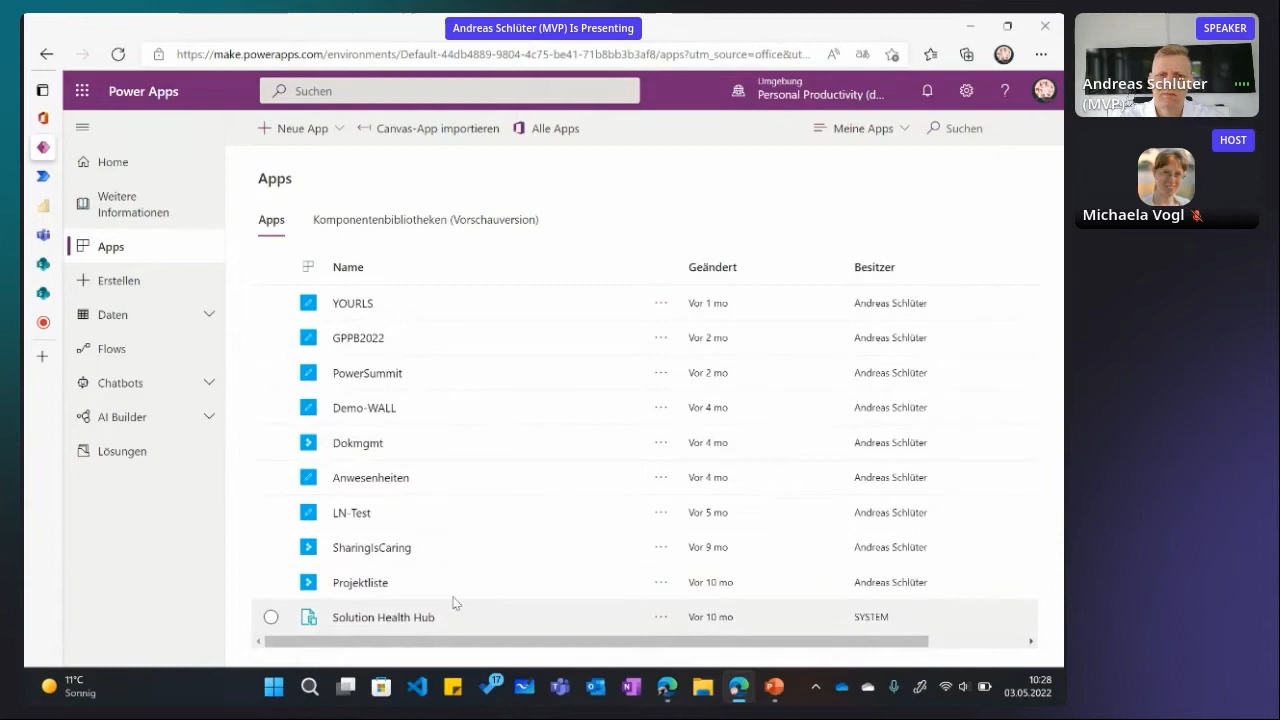 Andreas Schlüter (MVP) Is Presenting
https://make.powerapps.com/environments/Default-44db4889-9804-4c75-be41-71b8bb3b3af8/apps?utm_source=office&ut...
Power Apps
Suchen
Umgebung
Personal Productivity (d...
Neue App
Canvas-App importieren
Alle Apps
Meine Apps
Suchen
Home
Weitere
Informationen
Apps
Erstellen
Daten
Flows
Chatbots
AI Builder
Lösungen
Apps
Apps
Komponentenbibliotheken (Vorschauversion)
Name
Geändert
Besitzer
YOURLS
Vor 1 mo
Andreas Schlüter
GPPB2022
Vor 2 mo
Andreas Schlüter
PowerSummit
Vor 2 mo
Andreas Schlüter
Demo-WALL
Vor 4 mo
Andreas Schlüter
Dokmgmt
Vor 4 mo
Andreas Schlüter
Anwesenheiten
Vor 4 mo
Andreas Schlüter
LN-Test
Vor 5 mo
Andreas Schlüter
SharingIsCaring
Vor 9 mo
Andreas Schlüter
Projektliste
Vor 10 mo
Andreas Schlüter
Solution Health Hub
Vor 10 mo
SYSTEM
11°C
Sonnig
17
10:28
03.05.2022
SPEAKER
Andreas Schlüter
(MVP)
HOST
Michaela Vogl